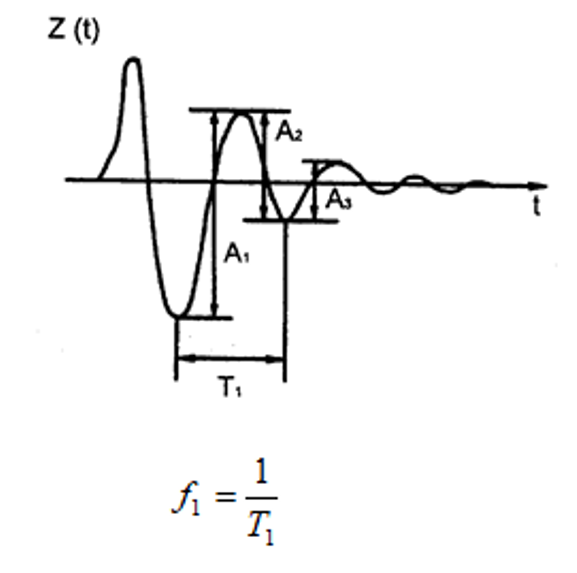 Z (t)
A₂
A₃
t
A₁
T₁
f₁ = 1/T₁